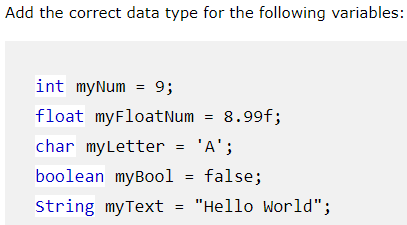 Add the correct data type for the following variables:
int myNum = 9;
float myFloatNum = 8.99f;
char myLetter = 'A';
boolean myBool = false;
String myText = "Hello World";